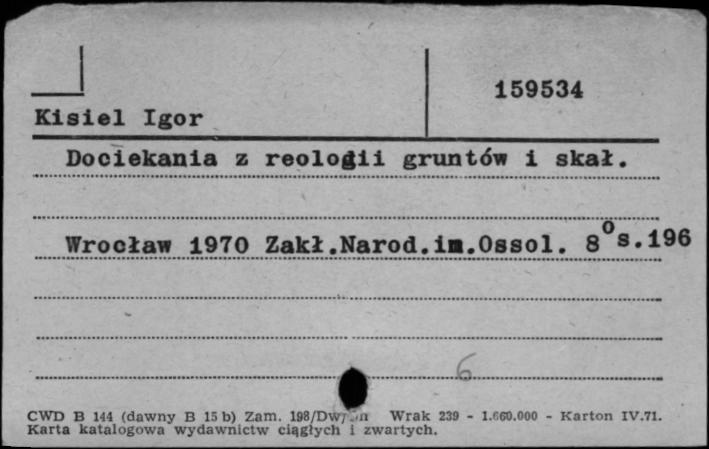 159534
Kisiel Igor
Dociekania z reologii gruntów i skał.
Wrocław 1970 Zakł.Narod.im.Ossol. 8° s.196
6
CWD B 144 (dawny B 15 b) Zam. 198/Dw/ Wrak 239 - 1.660.000 - Karton IV.71.
Karta katalogowa wydawnictw ciągłych i zwartych.